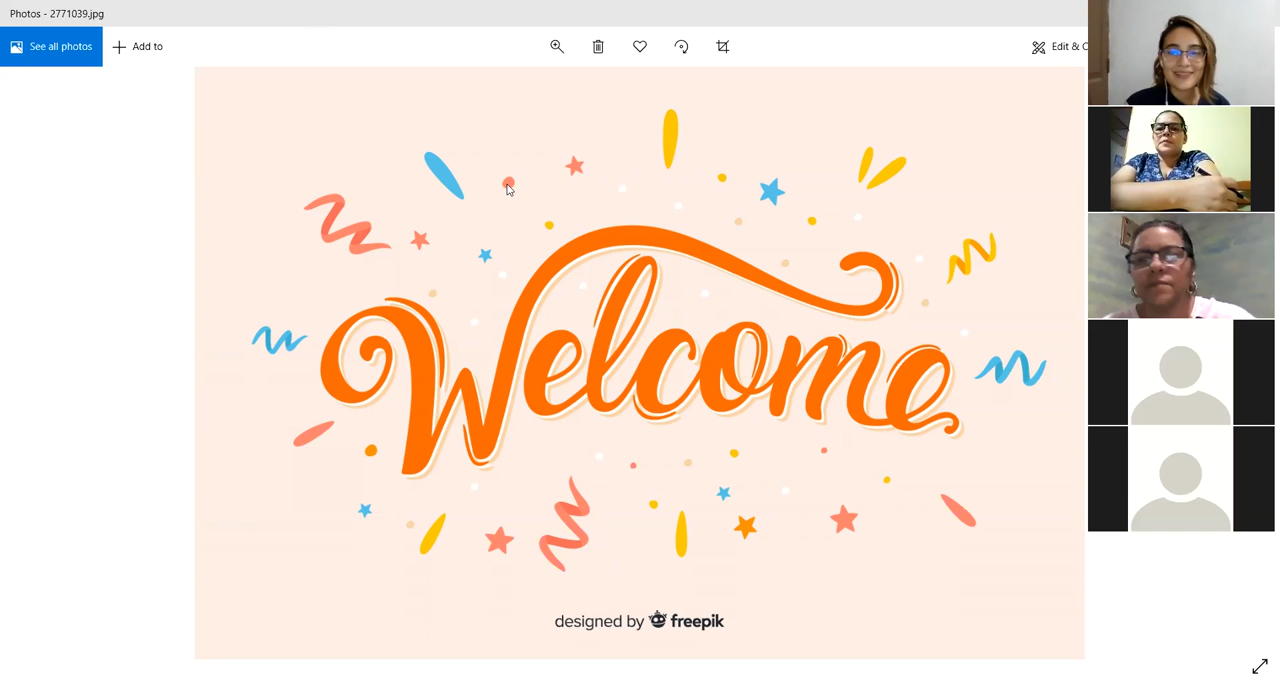 Photos - 2771039.jpg
See all photos
Add to
Edit & C
Welcome
designed by freepik